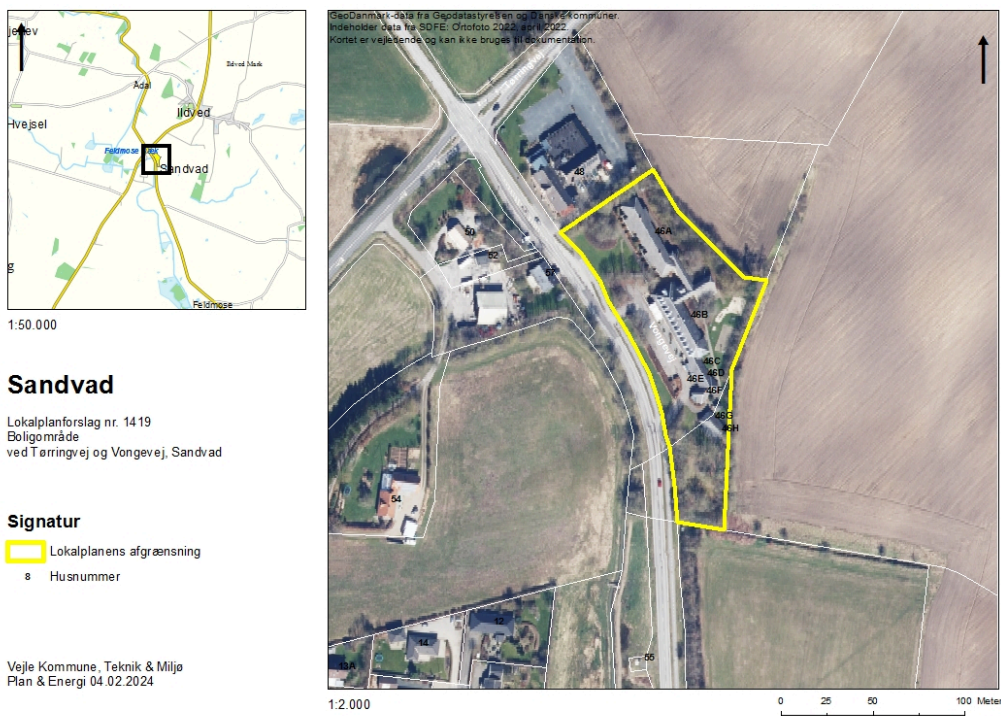 Ildved Mark
Ådal
Ildved
Hvejsel
Sandvad
Feldmose
1:50.000
Sandvad
Lokalplanforslag nr. 1419
Boligområde
ved Tørringvej og Vongevej, Sandvad
Signatur
Lokalplanens afgrænsning
8 Husnummer
Vejle Kommune, Teknik & Miljø
Plan & Energi 04.02.2024
GeoDanmark-data fra Geodatastyrelsen og Danske kommuner.
Indeholder data fra SDFE: Ortofoto 2022, april 2022
Kortet er vejledende og kan ikke bruges til dokumentation.
Tørringvej
48
46A
50
52
57
46B
Vongevej
46C
46D
46E
46F
46G
46H
54
12
14
13A
55
1:2.000
0 25 50 100 Meter